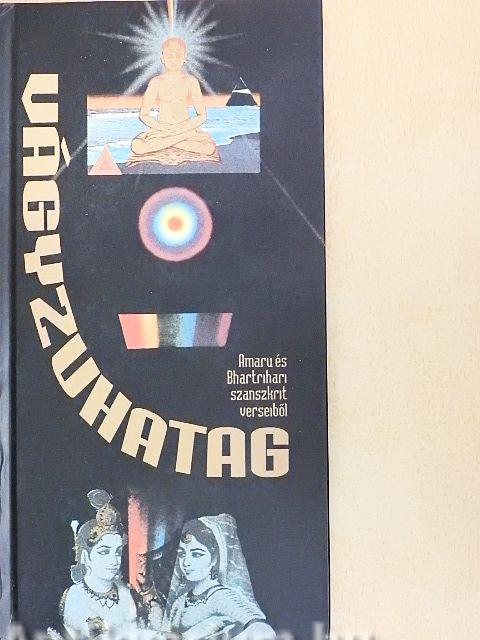 VÁGYZUHATAG
Amaru és
Bhartrihari
szanszkrit
verseiből